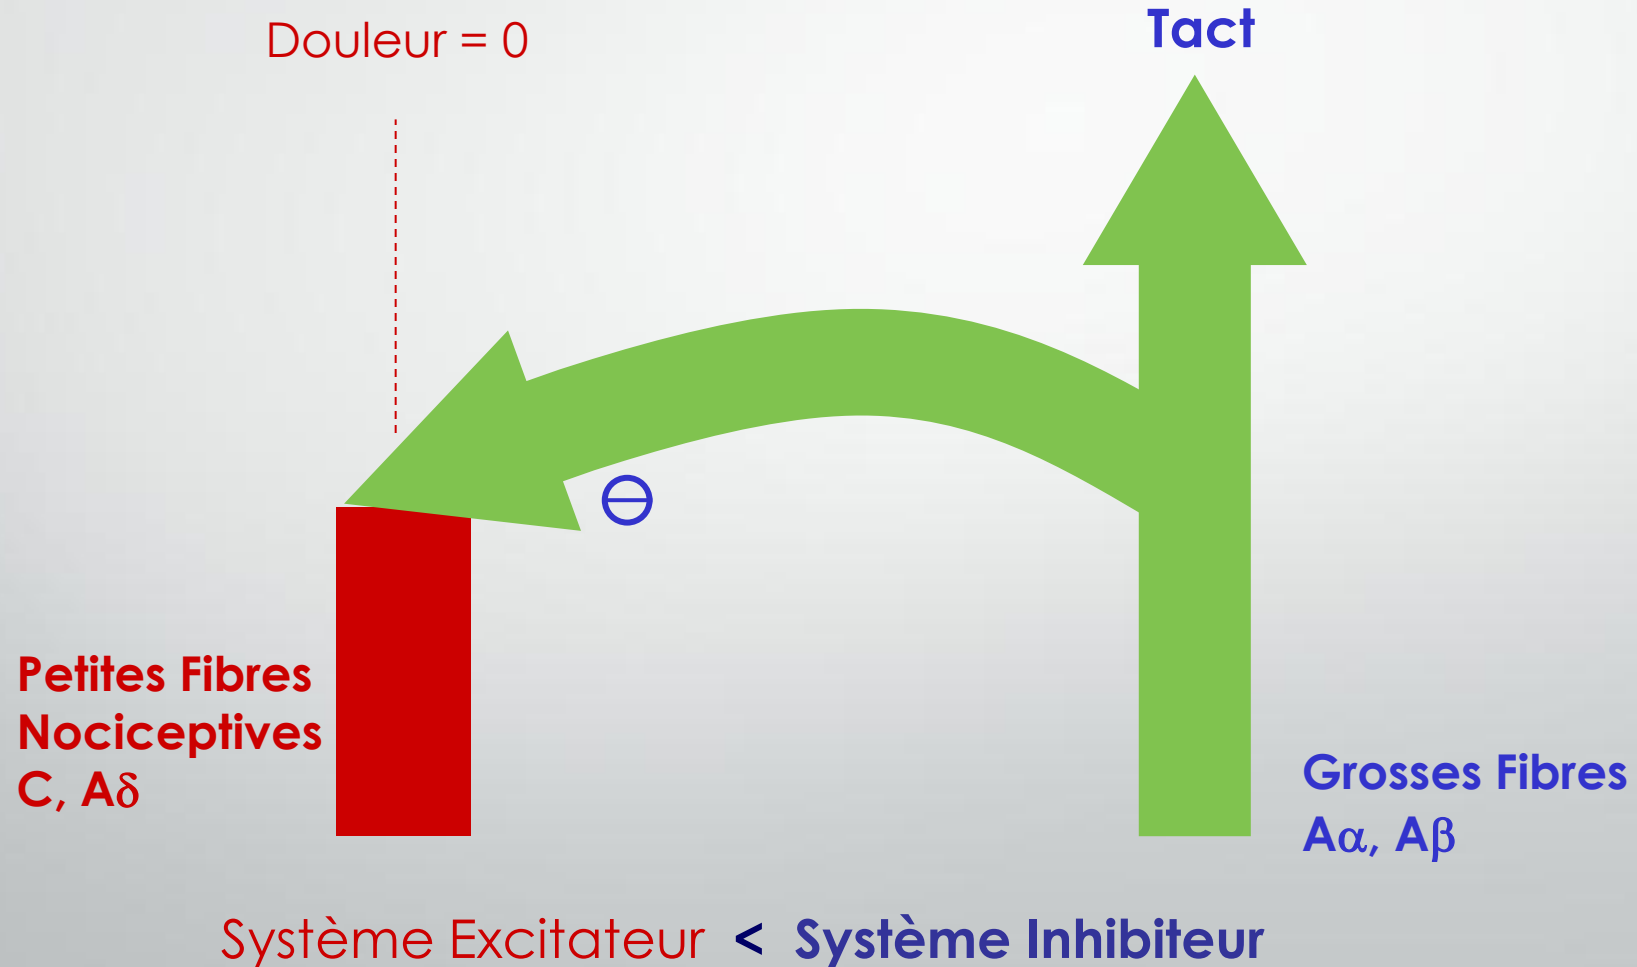 Douleur = 0
Tact
⊖
Petites Fibres
Nociceptives
C, Aδ
Grosses Fibres
Aα, Aβ
Système Excitateur < Système Inhibiteur